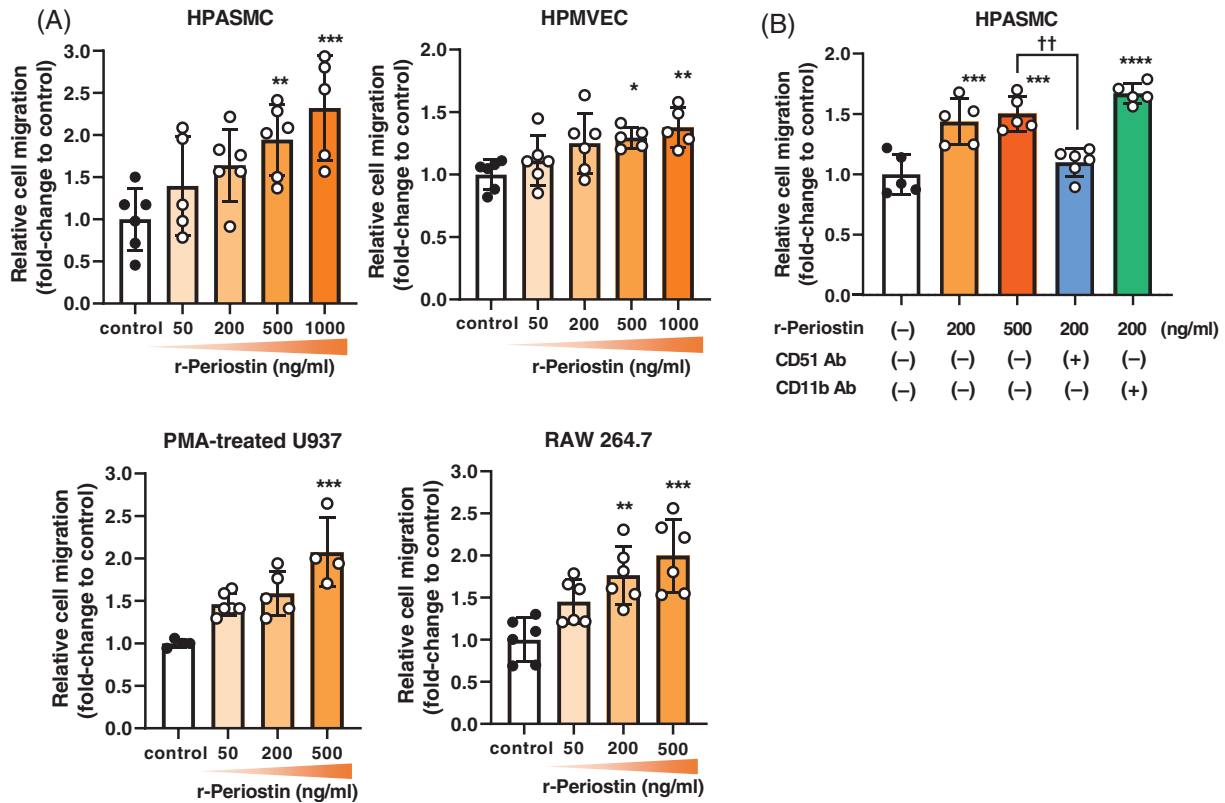 (A)
HPASMC
Relative cell migration
(fold-change to control)
3.0
2.5
2.0
1.5
1.0
0.5
0.0
**
***
control 50 200 500 1000
r-Periostin (ng/ml)
HPMVEC
Relative cell migration
(fold-change to control)
2.0
1.5
1.0
0.5
0.0
*
**
control 50 200 500 1000
r-Periostin (ng/ml)
(B)
HPASMC
Relative cell migration
(fold-change to control)
2.0
1.5
1.0
0.5
0.0
***
***
††
****
r-Periostin (–) 200 500 200 200 (ng/ml)
CD51 Ab (–) (–) (–) (+) (–)
CD11b Ab (–) (–) (–) (–) (+)
PMA-treated U937
Relative cell migration
(fold-change to control)
3.0
2.5
2.0
1.5
1.0
0.5
0.0
***
control 50 200 500
r-Periostin (ng/ml)
RAW 264.7
Relative cell migration
(fold-change to control)
3.0
2.5
2.0
1.5
1.0
0.5
0.0
**
***
control 50 200 500
r-Periostin (ng/ml)